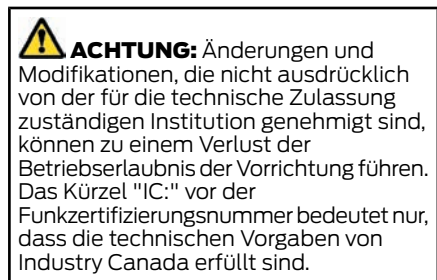 ACHTUNG: Änderungen und
Modifikationen, die nicht ausdrücklich
von der für die technische Zulassung
zuständigen Institution genehmigt sind,
können zu einem Verlust der
Betriebserlaubnis der Vorrichtung führen.
Das Kürzel "IC:" vor der
Funkzertifizierungsnummer bedeutet nur,
dass die technischen Vorgaben von
Industry Canada erfüllt sind.